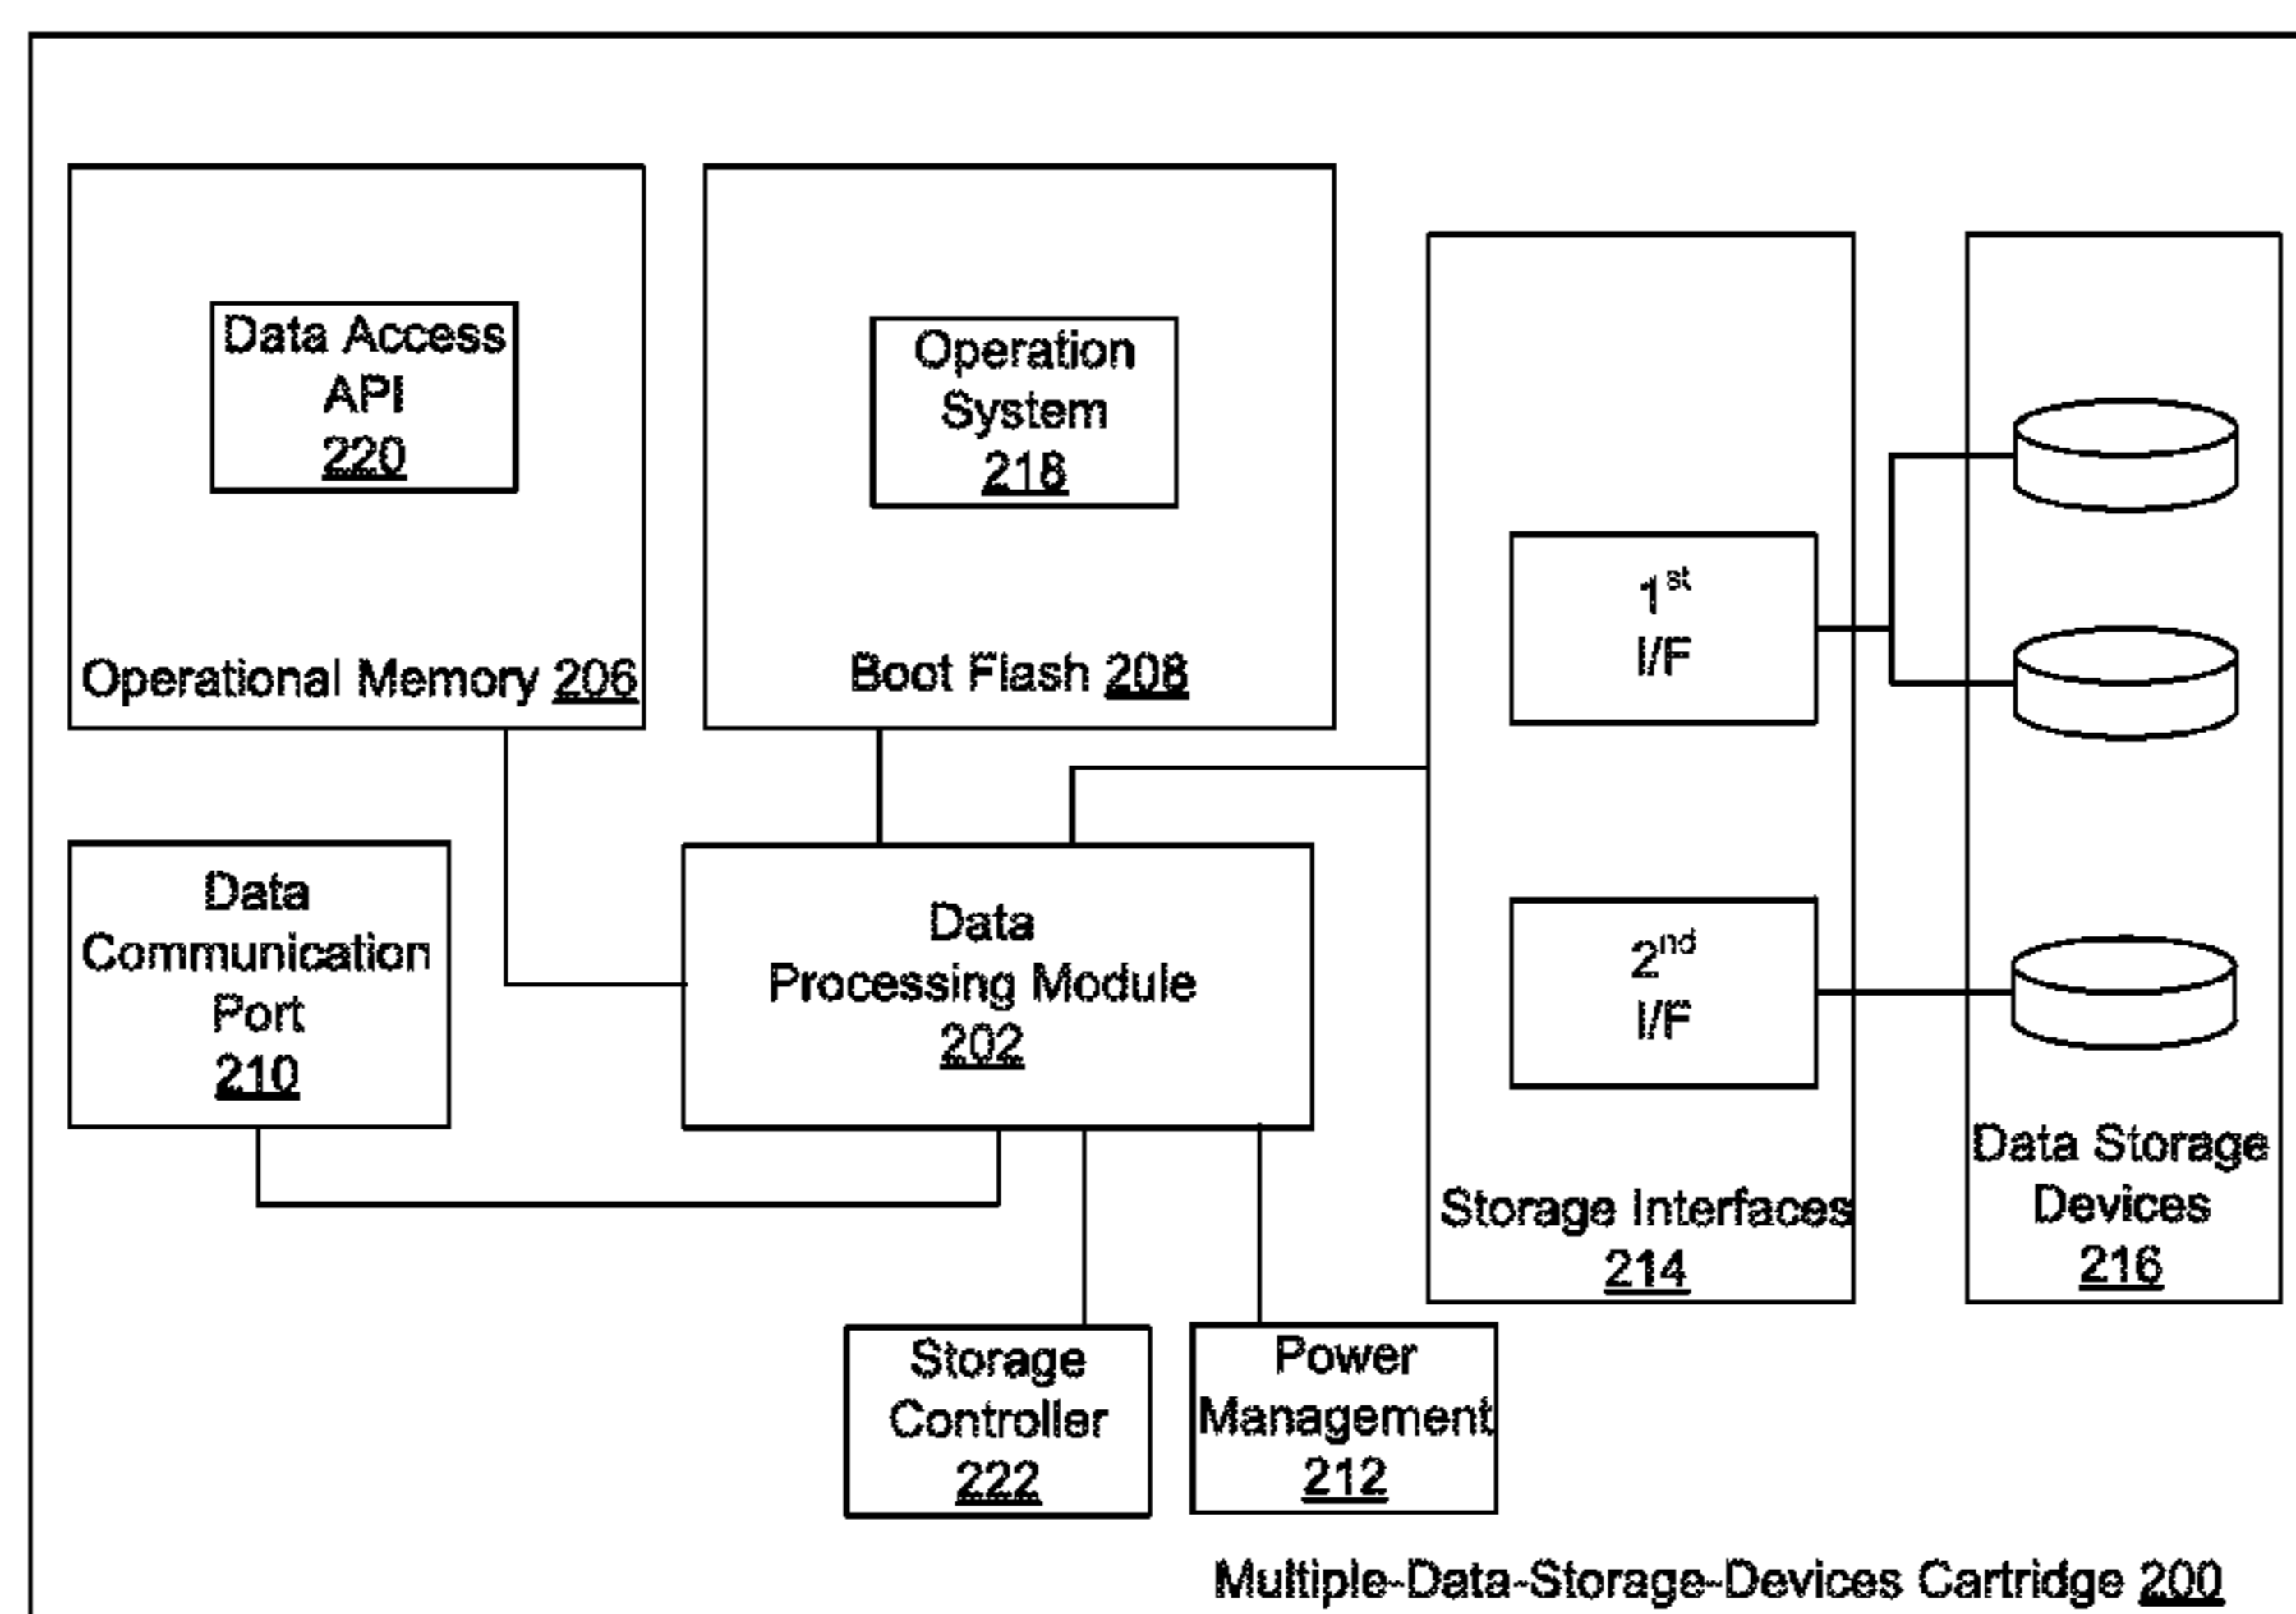 Data Access
API
220
Operational Memory 206
Operation
System
218
Boot Flash 208
1st
I/F
2nd
I/F
Storage Interfaces
214
Data Storage
Devices
216
Data
Communication
Port
210
Data
Processing Module
202
Storage
Controller
222
Power
Management
212
Multiple-Data-Storage-Devices Cartridge 200